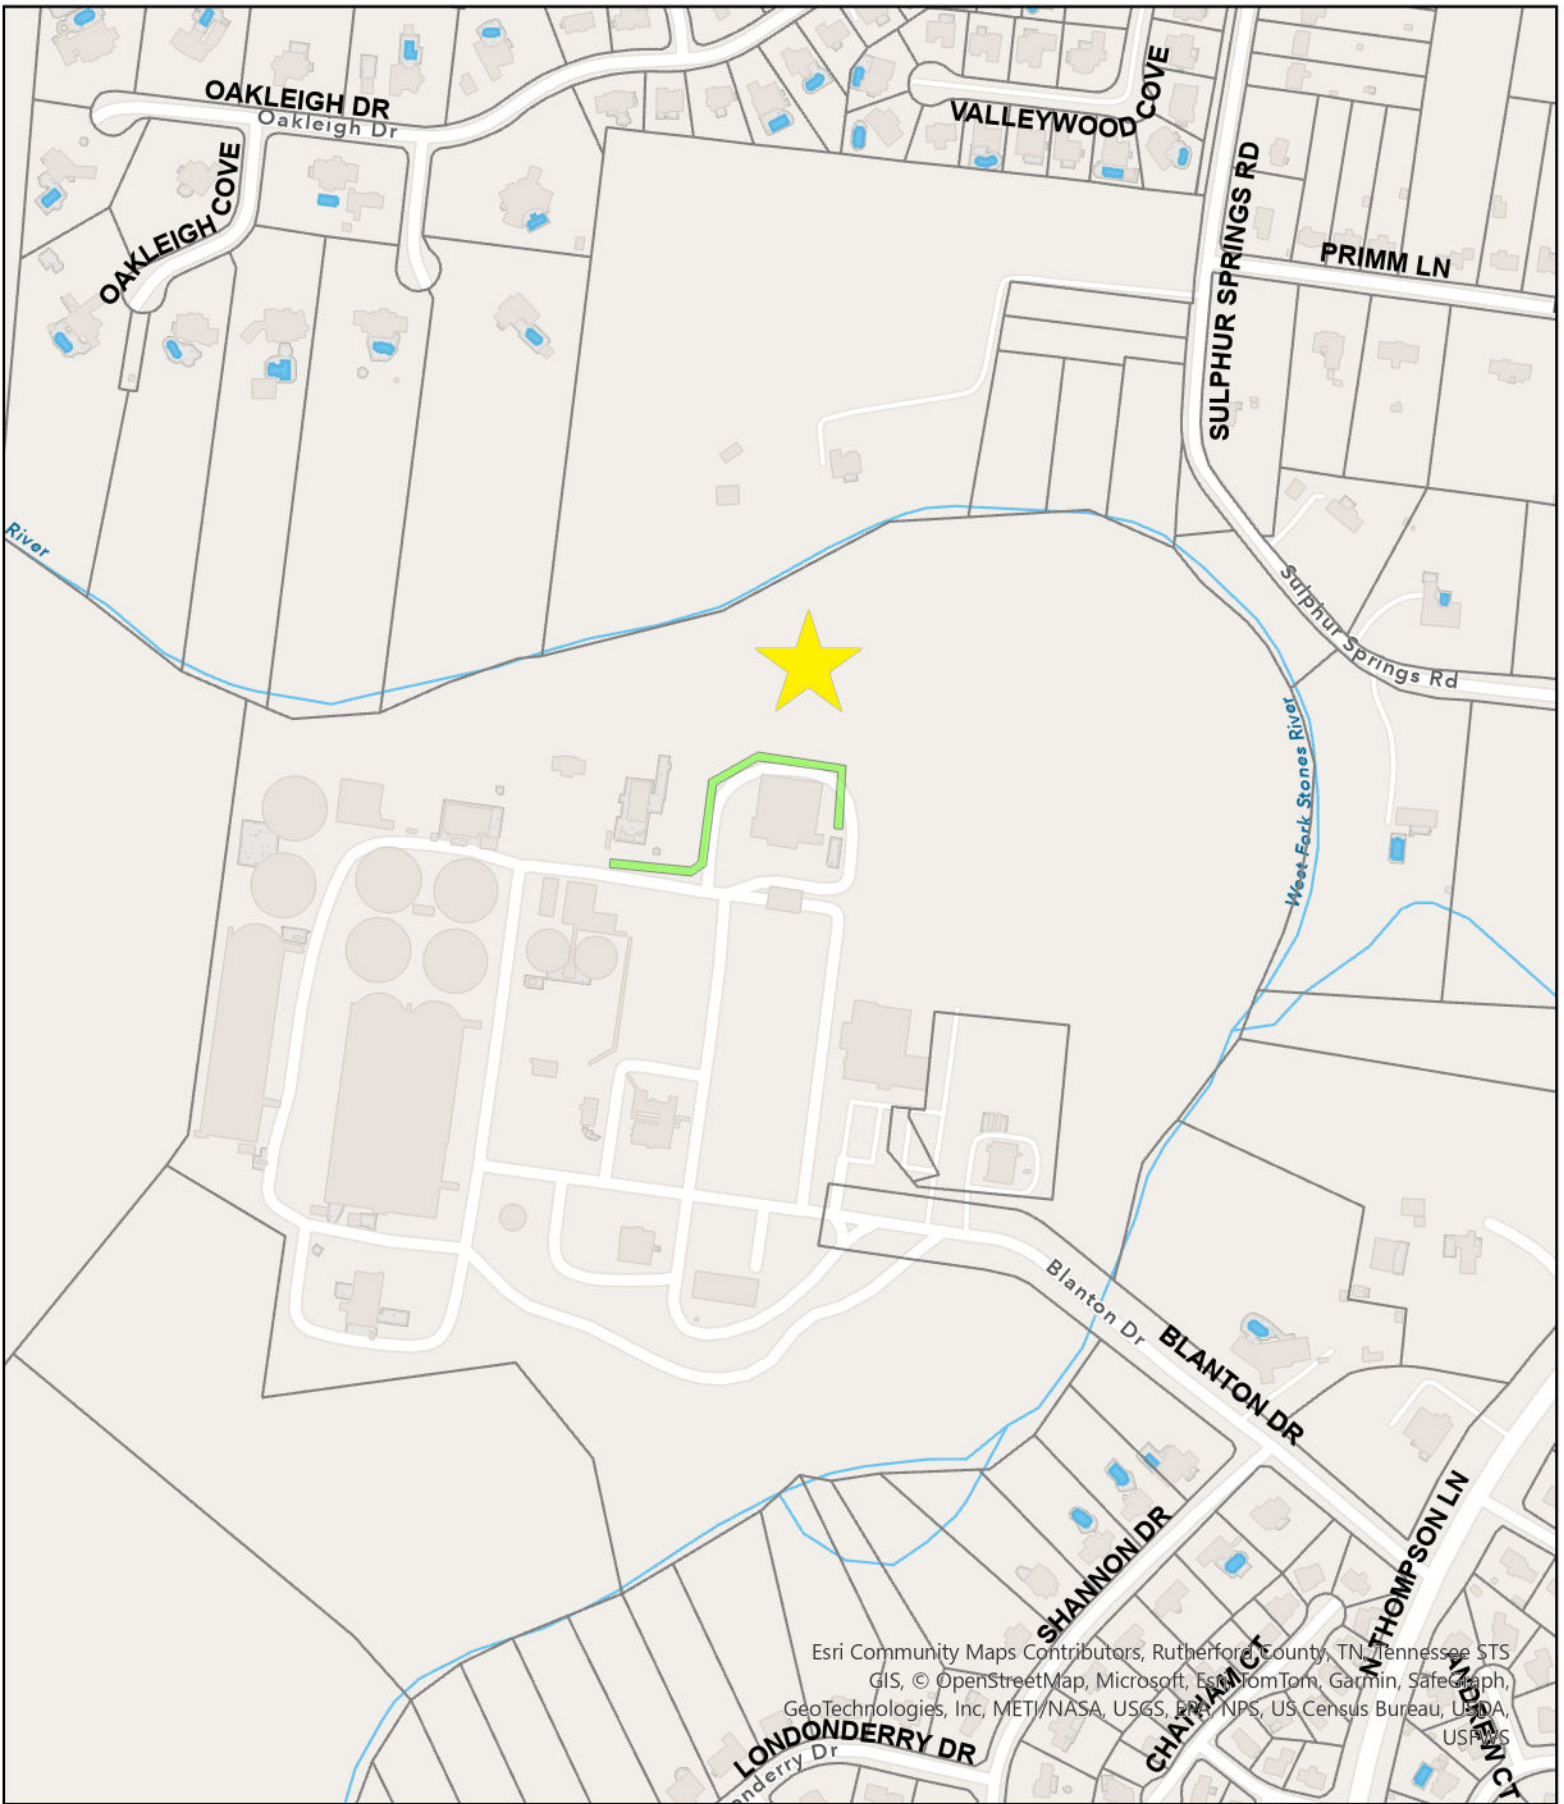 OAKLEIGH DR
Oakleigh Dr
VALLEYWOOD COVE
OAKLEIGH COVE
SULPHUR SPRINGS RD
PRIMM LN
River
Sulphur Springs Rd
West Fork Stones River
Blanton Dr
BLANTON DR
SHANNON DR
N THOMPSON LN
CHATHAM CT
ANDREW CT
LONDONDERRY DR
onderry Dr
Esri Community Maps Contributors, Rutherford County, TN, Tennessee STS
GIS, © OpenStreetMap, Microsoft, Esri, TomTom, Garmin, SafeGraph,
GeoTechnologies, Inc, METI/NASA, USGS, EPA, NPS, US Census Bureau, USDA,
USFWS